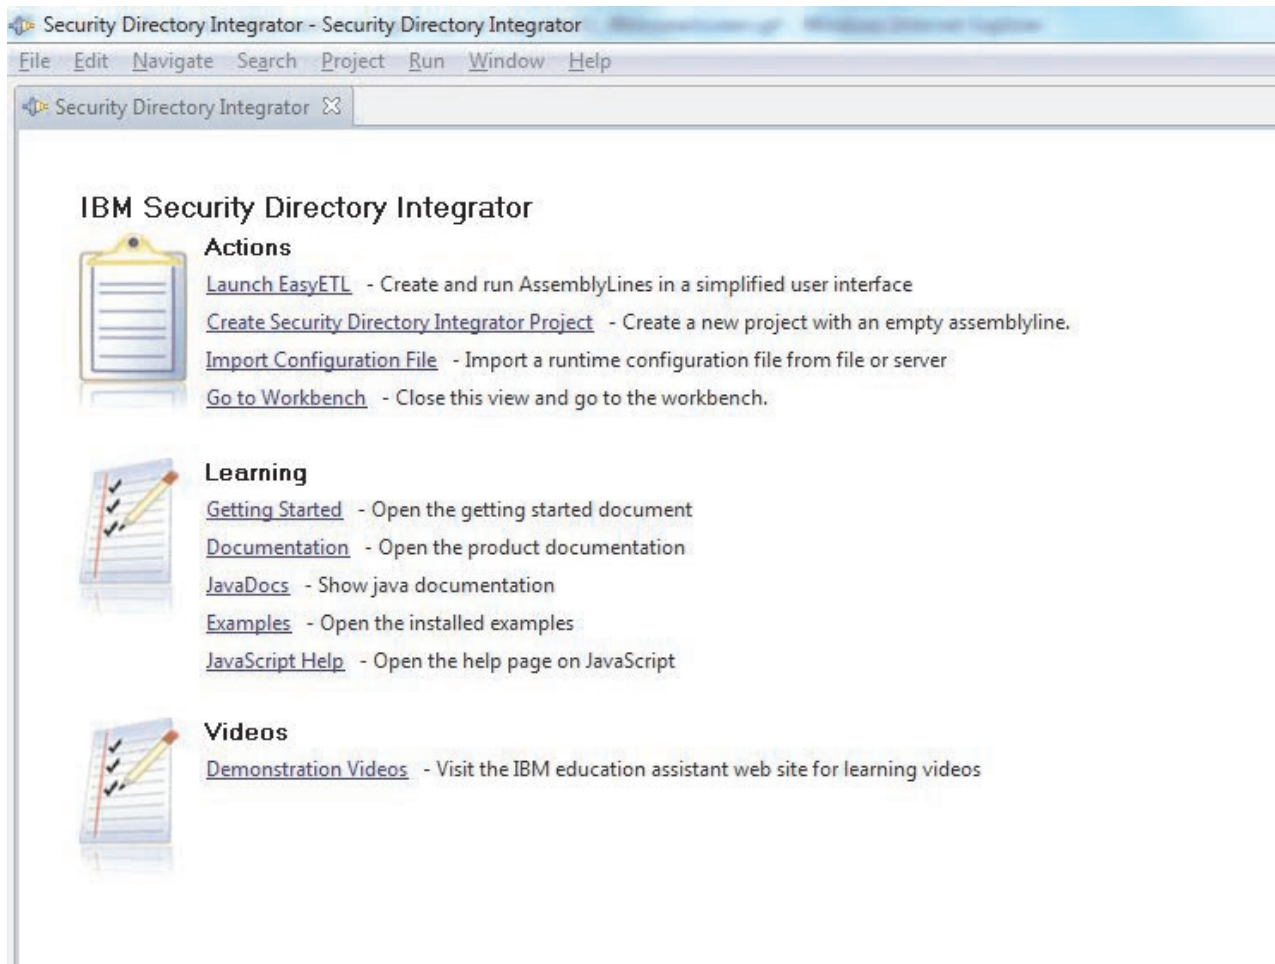 Security Directory Integrator - Security Directory Integrator
File Edit Navigate Search Project Run Window Help
Security Directory Integrator
IBM Security Directory Integrator
Actions
Launch EasyETL - Create and run AssemblyLines in a simplified user interface
Create Security Directory Integrator Project - Create a new project with an empty assemblyline.
Import Configuration File - Import a runtime configuration file from file or server
Go to Workbench - Close this view and go to the workbench.
Learning
Getting Started - Open the getting started document
Documentation - Open the product documentation
JavaDocs - Show java documentation
Examples - Open the installed examples
JavaScript Help - Open the help page on JavaScript
Videos
Demonstration Videos - Visit the IBM education assistant web site for learning videos